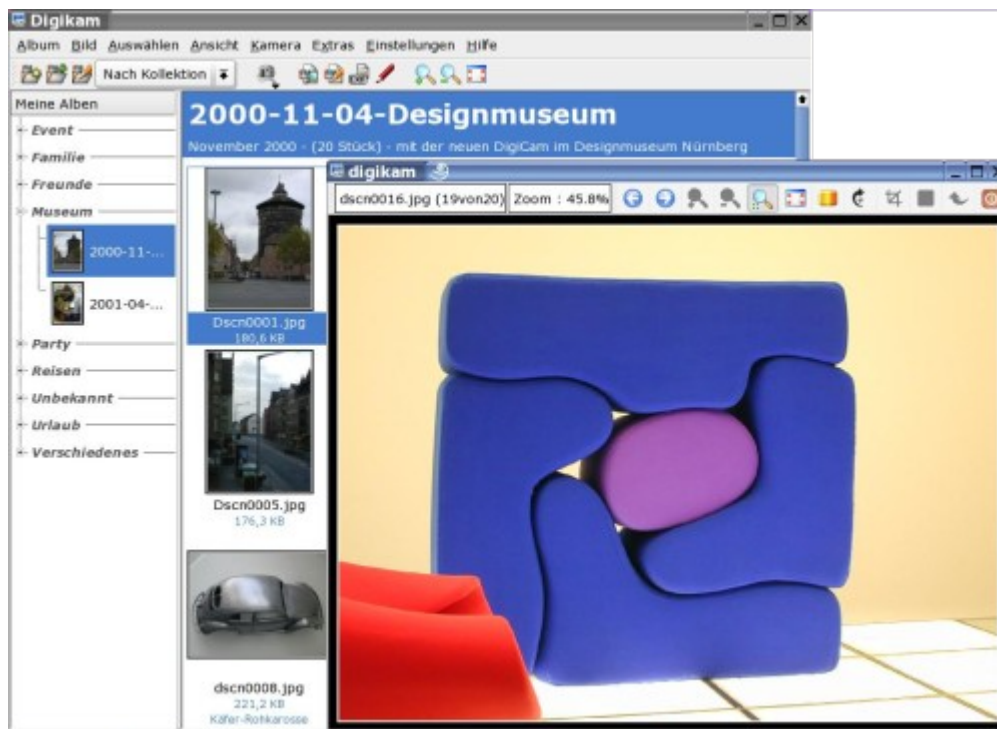 Digikam
Album Bild Auswählen Ansicht Kamera Extras Einstellungen Hilfe
Nach Kollektion
Meine Alben
Event
Familie
Freunde
Museum
2000-11-...
2001-04-...
Party
Reisen
Unbekannt
Urlaub
Verschiedenes
2000-11-04-Designmuseum
November 2000 - (20 Stück) - mit der neuen DigiCam im Designmuseum Nürnberg
Dscn0001.jpg
180,6 KB
Dscn0005.jpg
176,3 KB
dscn0008.jpg
221,2 KB
Käfer-Rohkarosse
digikam
dscn0016.jpg (19von20) Zoom : 45.8%